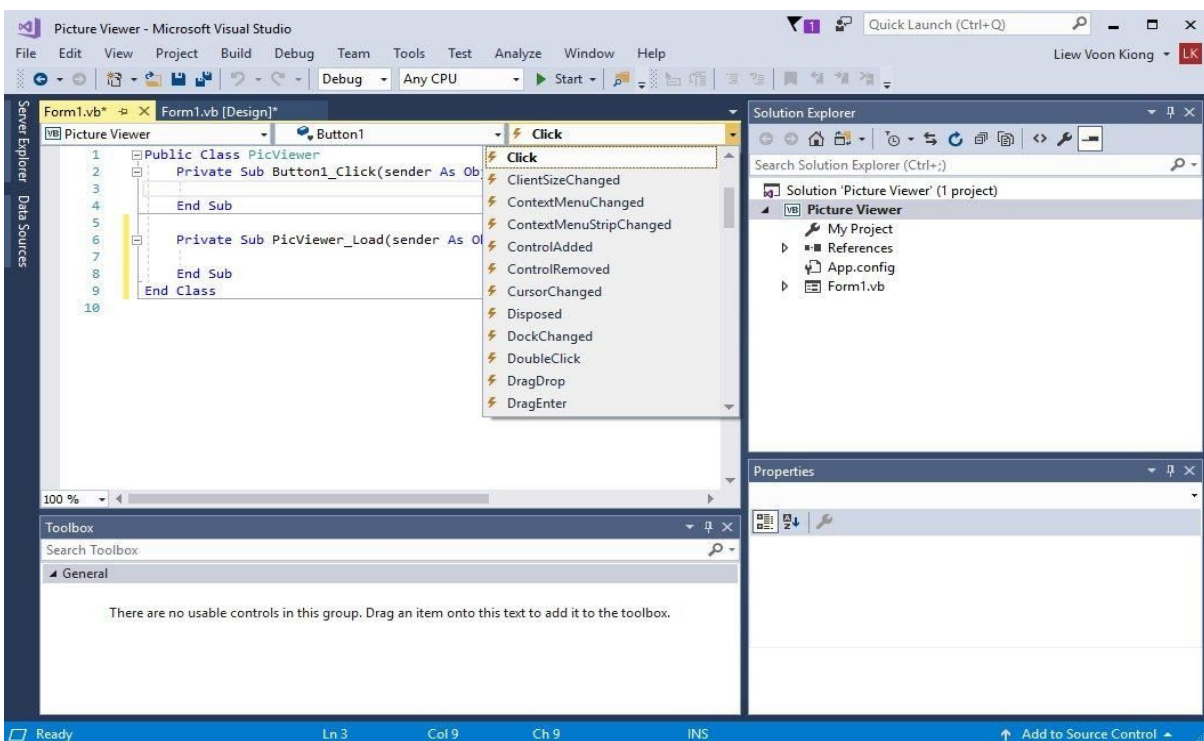 Picture Viewer - Microsoft Visual Studio
1
Quick Launch (Ctrl+Q)
File Edit View Project Build Debug Team Tools Test Analyze Window Help
Liew Voon Kiong LK
Debug Any CPU Start
Server Explorer
Data Sources
Form1.vb* Form1.vb [Design]*
VB Picture Viewer Button1 Click
1 Public Class PicViewer
2 Private Sub Button1_Click(sender As Ob
3
4 End Sub
5
6 Private Sub PicViewer_Load(sender As O
7
8 End Sub
9 End Class
10
Click
ClientSizeChanged
ContextMenuChanged
ContextMenuStripChanged
ControlAdded
ControlRemoved
CursorChanged
Disposed
DockChanged
DoubleClick
DragDrop
DragEnter
100 %
Solution Explorer
Search Solution Explorer (Ctrl+;)
Solution 'Picture Viewer' (1 project)
VB Picture Viewer
My Project
References
App.config
Form1.vb
Properties
Toolbox
Search Toolbox
General
There are no usable controls in this group. Drag an item onto this text to add it to the toolbox.
Ready Ln 3 Col 9 Ch 9 INS Add to Source Control